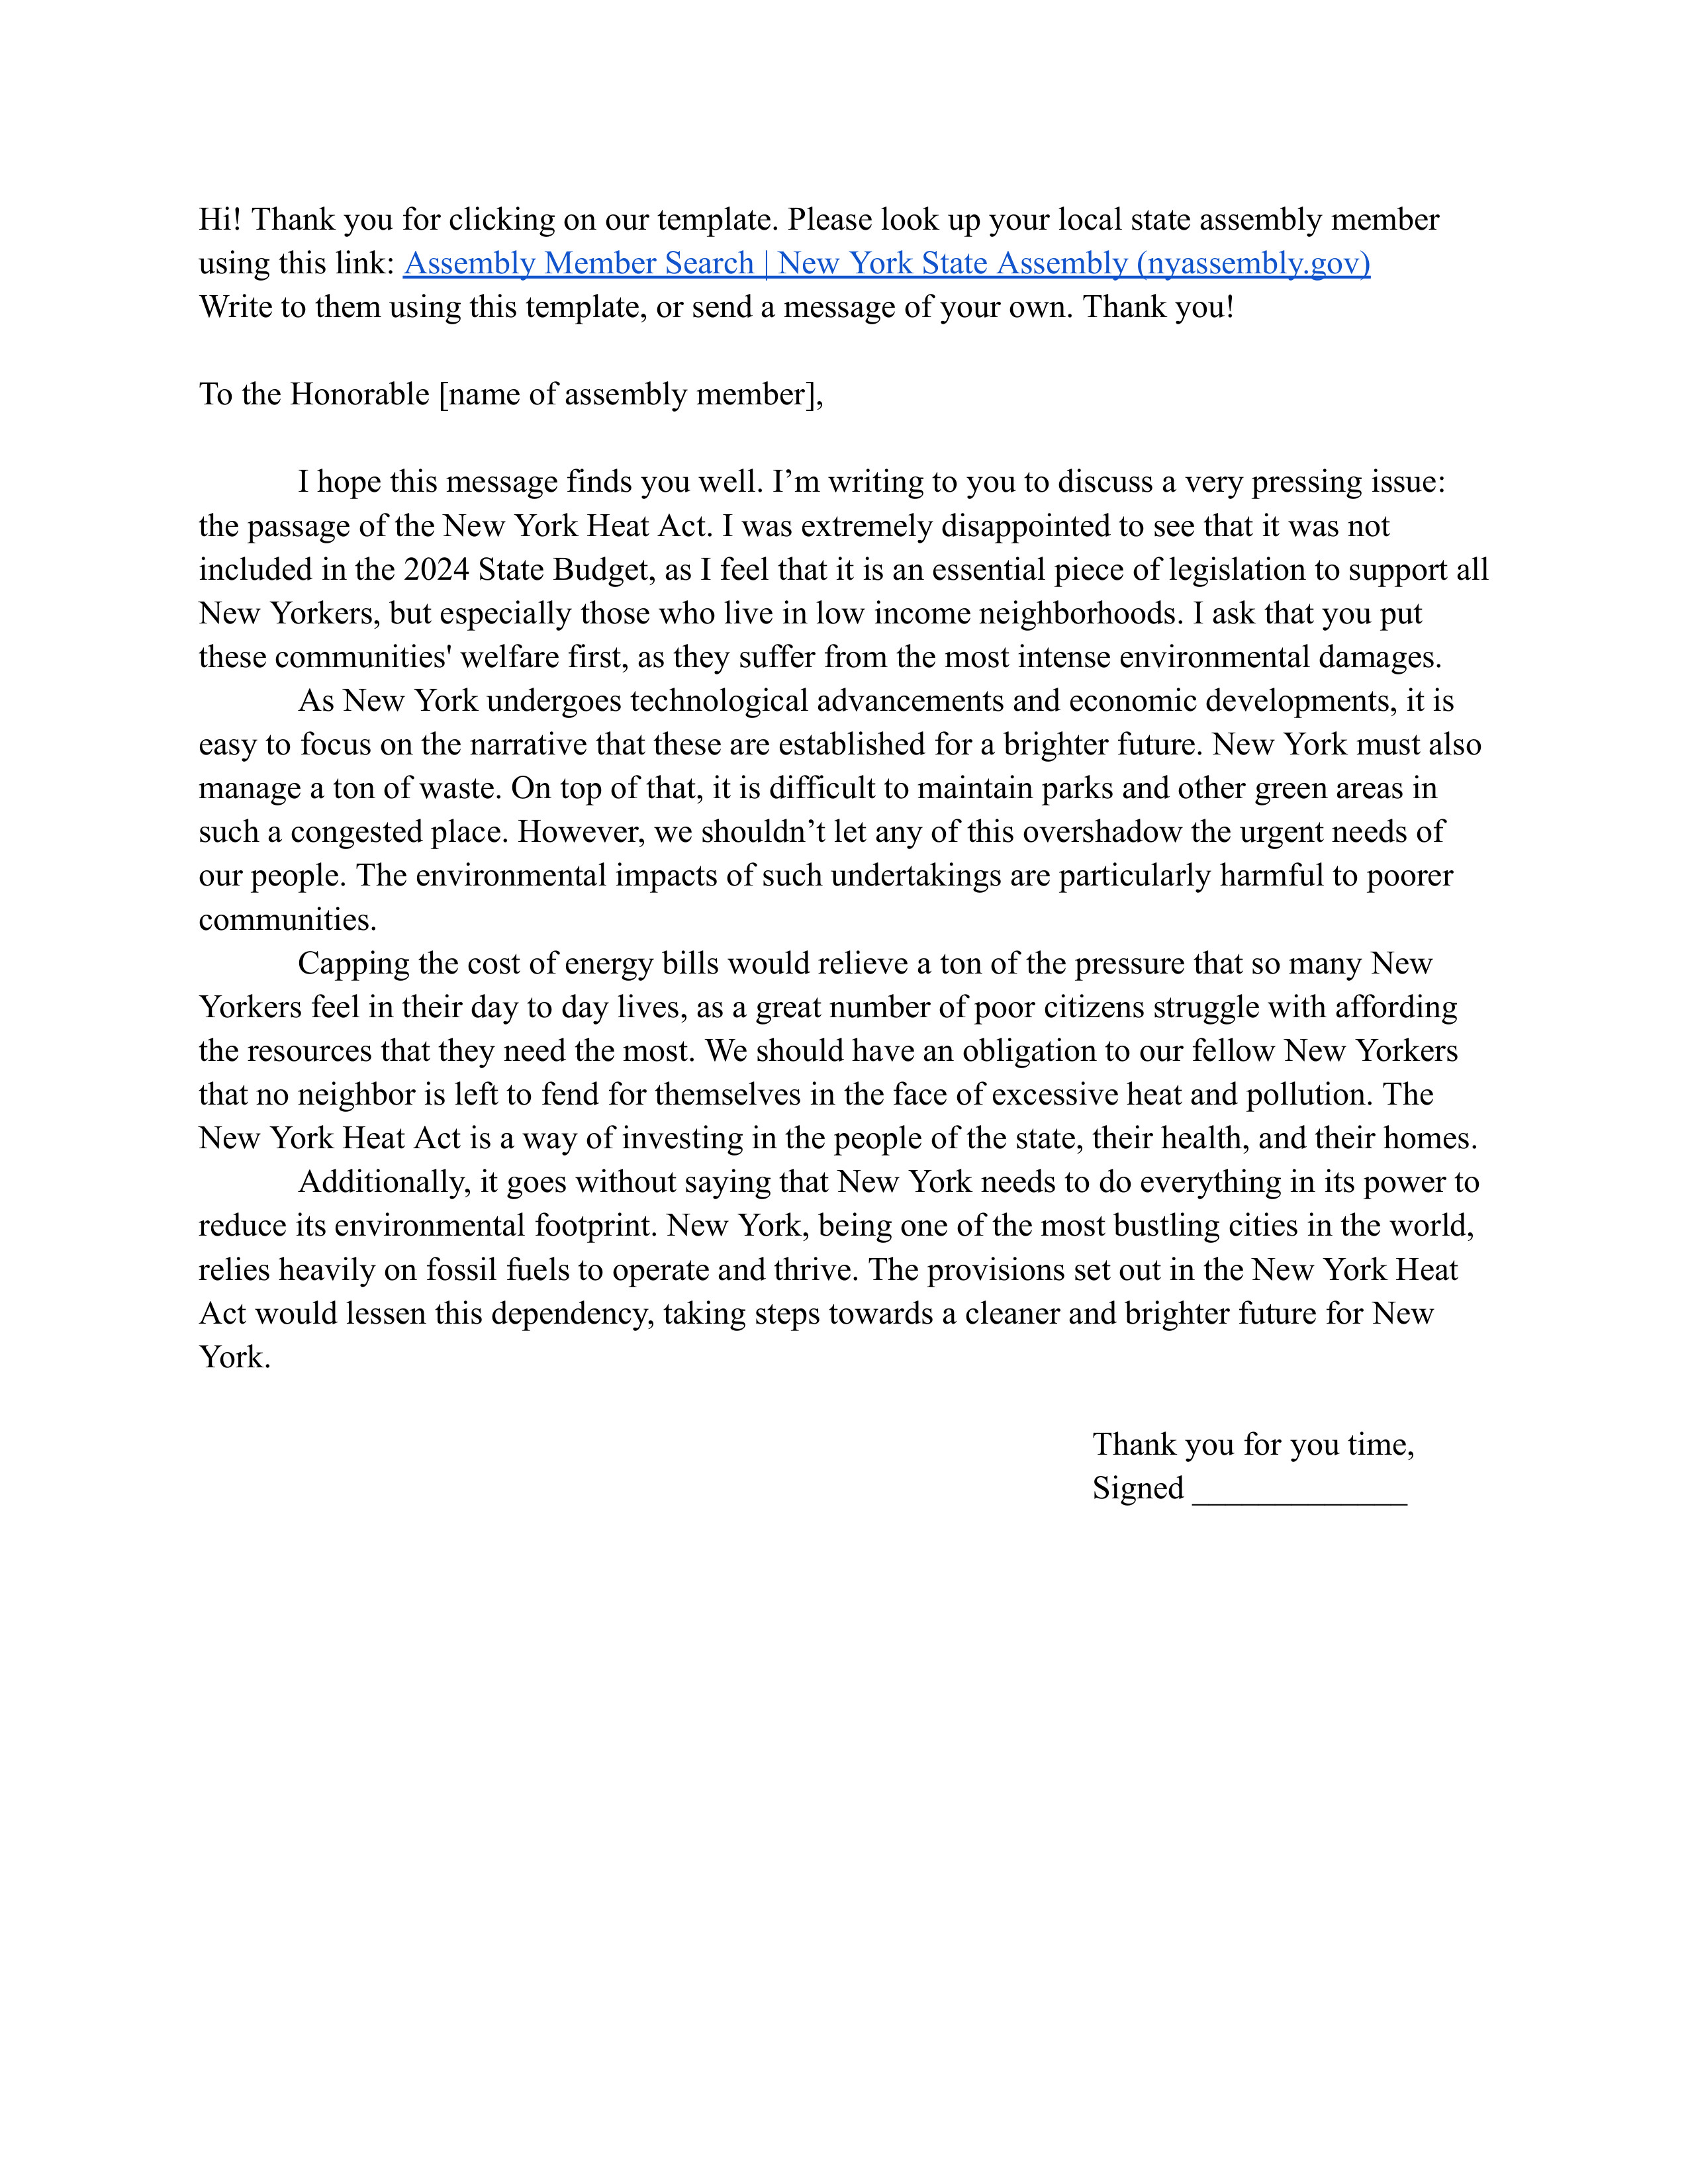 Hi! Thank you for clicking on our template. Please look up your local state assembly member
using this link: Assembly Member Search | New York State Assembly (nyassembly.gov)
Write to them using this template, or send a message of your own. Thank you!
To the Honorable [name of assembly member],
I hope this message finds you well. I’m writing to you to discuss a very pressing issue:
the passage of the New York Heat Act. I was extremely disappointed to see that it was not
included in the 2024 State Budget, as I feel that it is an essential piece of legislation to support all
New Yorkers, but especially those who live in low income neighborhoods. I ask that you put
these communities' welfare first, as they suffer from the most intense environmental damages.
As New York undergoes technological advancements and economic developments, it is
easy to focus on the narrative that these are established for a brighter future. New York must also
manage a ton of waste. On top of that, it is difficult to maintain parks and other green areas in
such a congested place. However, we shouldn’t let any of this overshadow the urgent needs of
our people. The environmental impacts of such undertakings are particularly harmful to poorer
communities.
Capping the cost of energy bills would relieve a ton of the pressure that so many New
Yorkers feel in their day to day lives, as a great number of poor citizens struggle with affording
the resources that they need the most. We should have an obligation to our fellow New Yorkers
that no neighbor is left to fend for themselves in the face of excessive heat and pollution. The
New York Heat Act is a way of investing in the people of the state, their health, and their homes.
Additionally, it goes without saying that New York needs to do everything in its power to
reduce its environmental footprint. New York, being one of the most bustling cities in the world,
relies heavily on fossil fuels to operate and thrive. The provisions set out in the New York Heat
Act would lessen this dependency, taking steps towards a cleaner and brighter future for New
York.
Thank you for you time,
Signed _____________